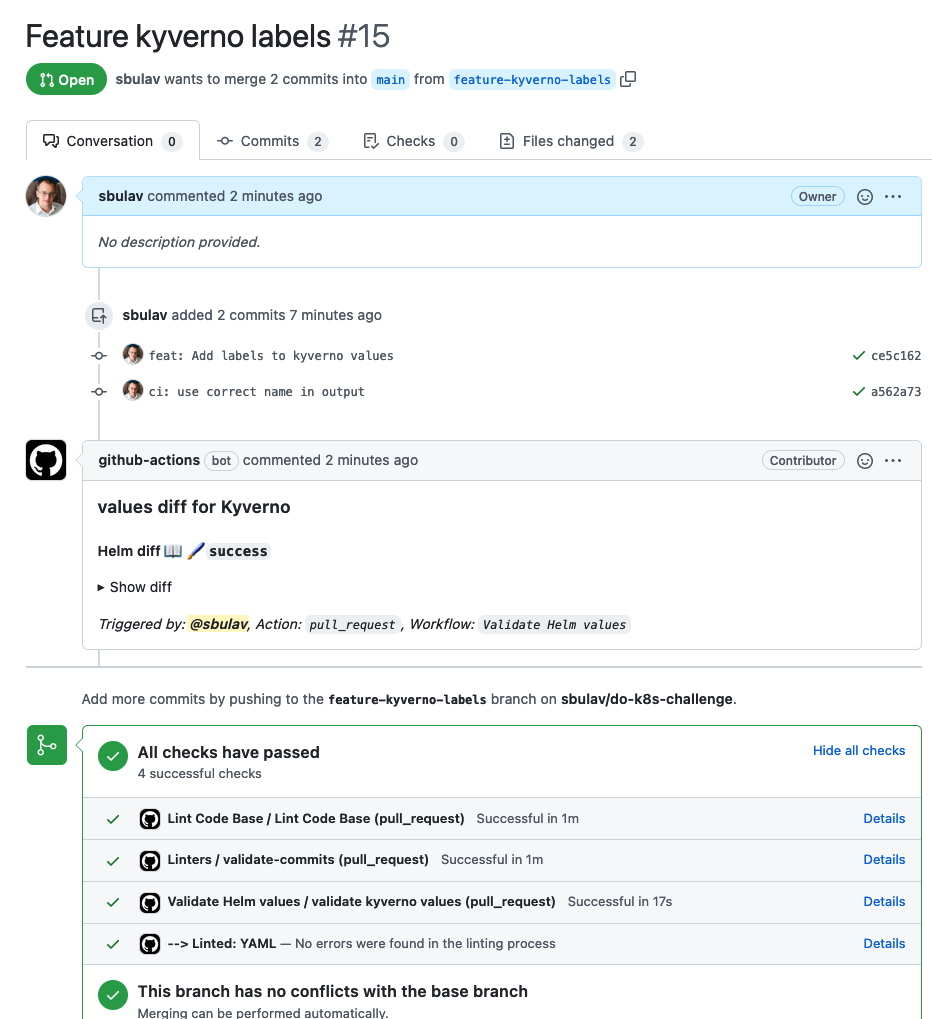 Feature kyverno labels #15
Open sbulav wants to merge 2 commits into main from feature-kyverno-labels
Conversation 0 Commits 2 Checks 0 Files changed 2
sbulav commented 2 minutes ago Owner
No description provided.
sbulav added 2 commits 7 minutes ago
feat: Add labels to kyverno values ce5c162
ci: use correct name in output a562a73
github-actions bot commented 2 minutes ago Contributor
values diff for Kyverno
Helm diff 📖 🖌 success
▸ Show diff
Triggered by: @sbulav, Action: pull_request, Workflow: Validate Helm values
Add more commits by pushing to the feature-kyverno-labels branch on sbulav/do-k8s-challenge.
All checks have passed Hide all checks
4 successful checks
Lint Code Base / Lint Code Base (pull_request) Successful in 1m Details
Linters / validate-commits (pull_request) Successful in 1m Details
Validate Helm values / validate kyverno values (pull_request) Successful in 17s Details
--> Linted: YAML — No errors were found in the linting process Details
This branch has no conflicts with the base branch
Merging can be performed automatically.